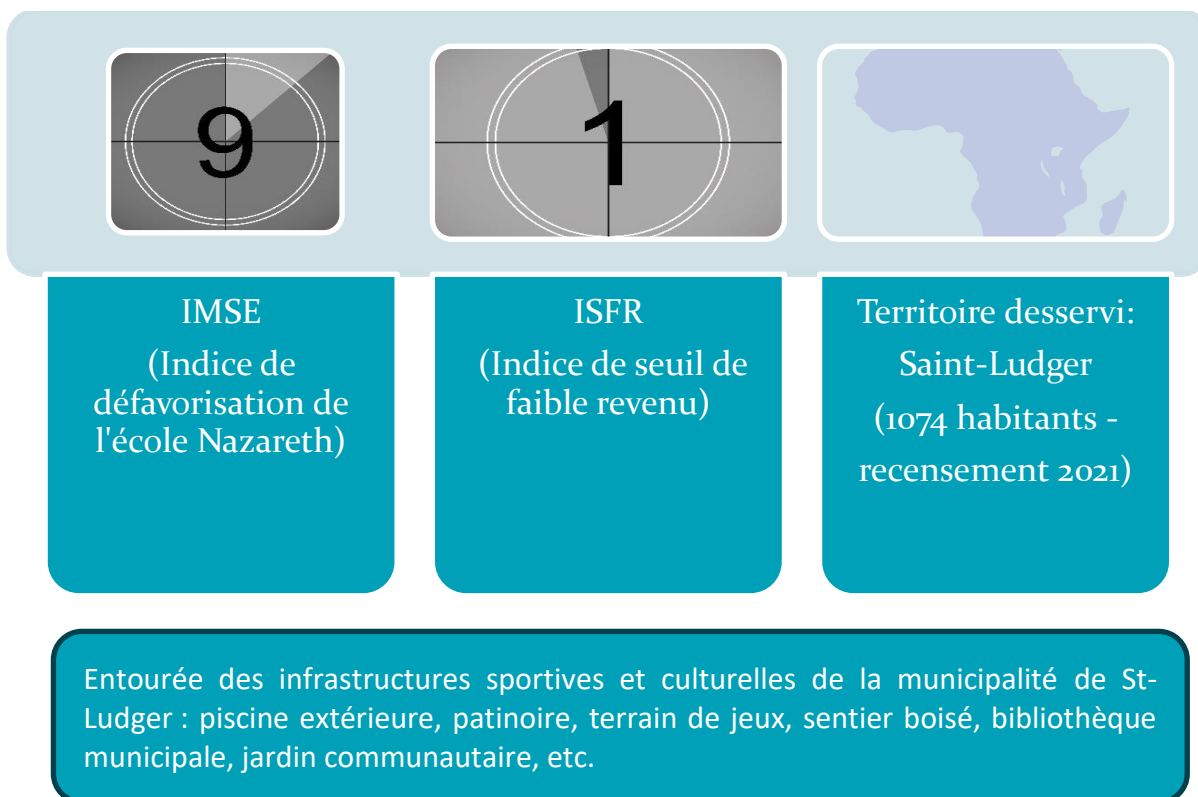 9
1
IMSE
(Indice de
défavorisation de
l'école Nazareth)
ISFR
(Indice de seuil de
faible revenu)
Territoire desservi:
Saint-Ludger
(1074 habitants -
recensement 2021)
Entourée des infrastructures sportives et culturelles de la municipalité de St-
Ludger : piscine extérieure, patinoire, terrain de jeux, sentier boisé, bibliothèque
municipale, jardin communautaire, etc.